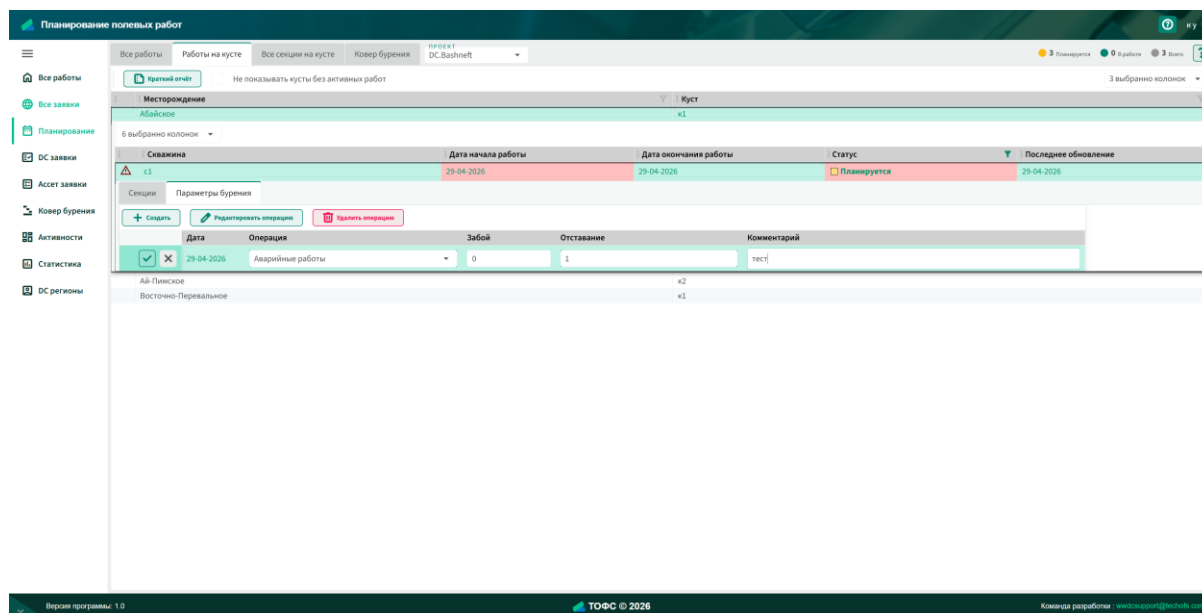 Планирование полевых работ
ку
Все работы
Работы на кусте
Все секции на кусте
Ковер бурения
ПРОЕКТ
DC.Bashneft
3 Планируется
0 В работе
3 Всего
Все работы
Краткий отчёт
Не показывать кусты без активных работ
3 выбранно колонок
Все заявки
Месторождение
Куст
Абайское
к1
Планирование
6 выбранно колонок
DC заявки
Скважина
Дата начала работы
Дата окончания работы
Статус
Последнее обновление
с1
29-04-2026
29-04-2026
Планируется
29-04-2026
Ассет заявки
Секции
Параметры бурения
Ковер бурения
Создать
Редактировать операцию
Удалить операцию
Активности
Дата
Операция
Забой
Отставание
Комментарий
29-04-2026
Аварийные работы
0
1
тест
Статистика
Ай-Пимское
к2
DC регионы
Восточно-Перевальное
к1
Версия программы: 1.0
ТОФС © 2026
Команда разработки : wwdcsupport@techofs.com